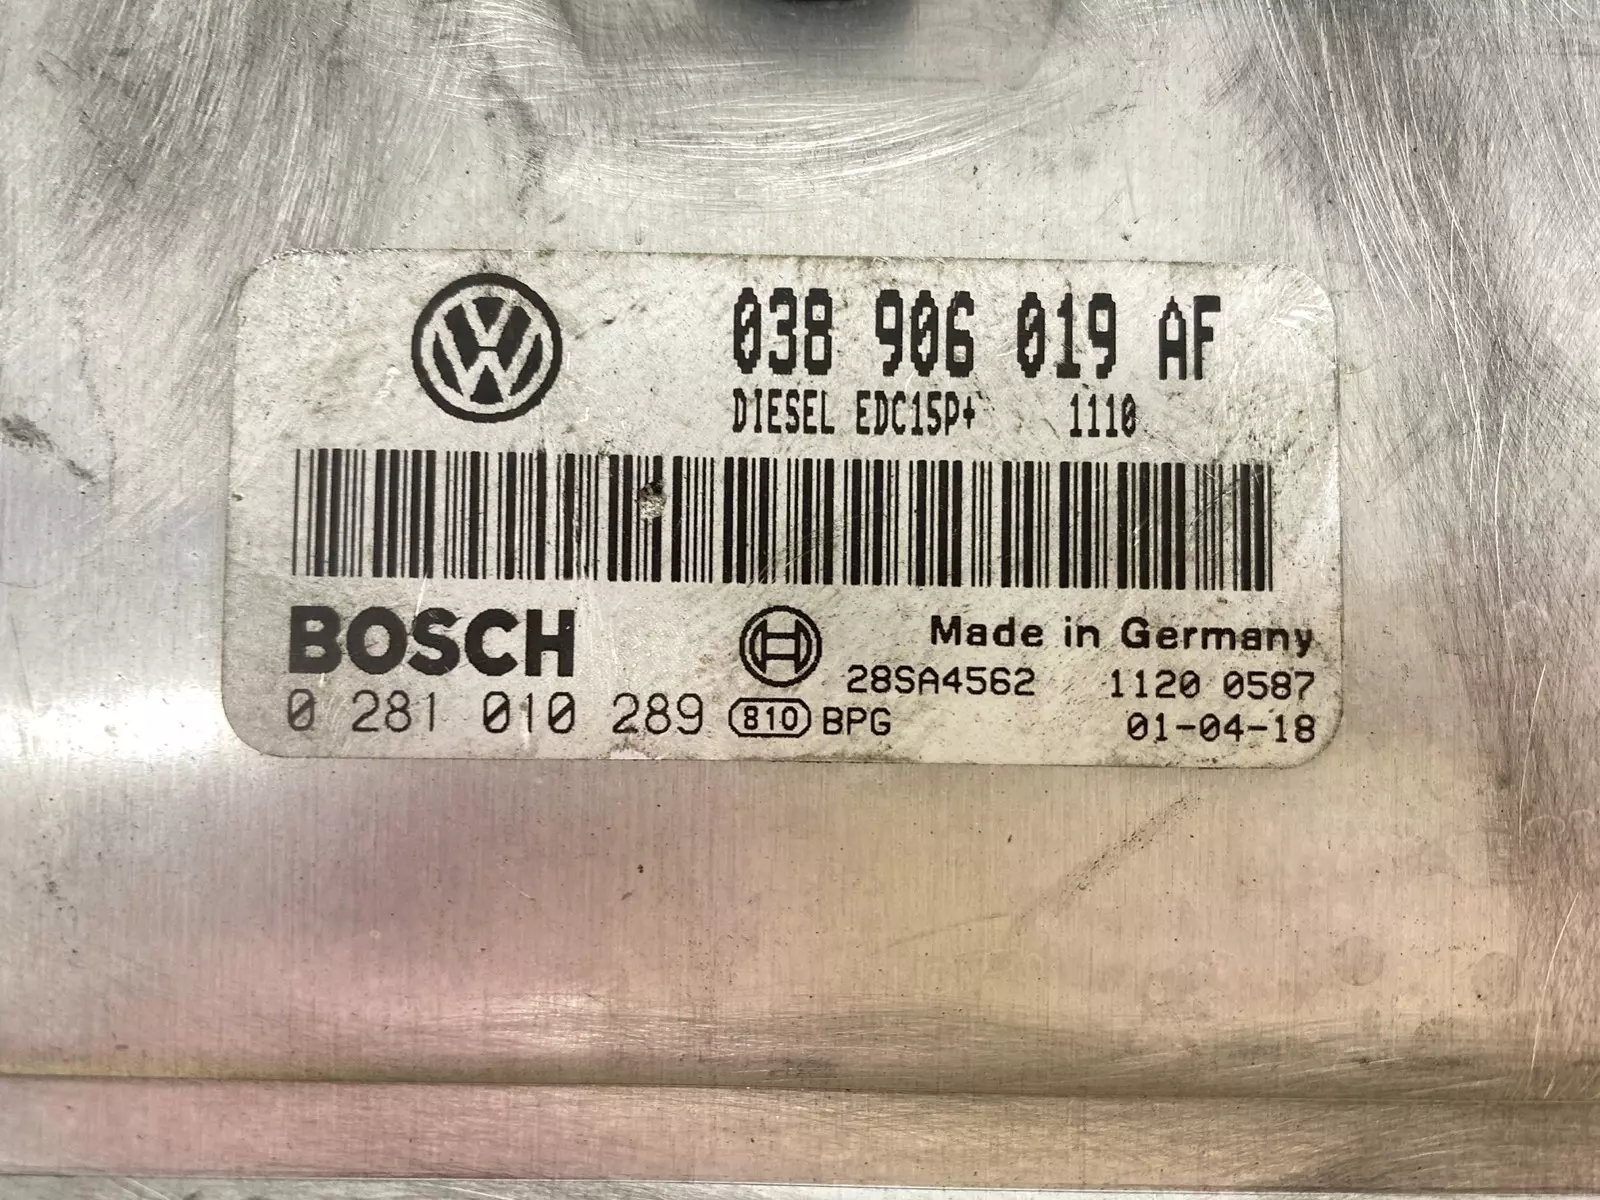 038 906 019 AF
DIESEL EDC15P+ 1110
BOSCH
Made in Germany
28SA4562 1120 0587
0 281 010 289 810 BPG 01-04-18